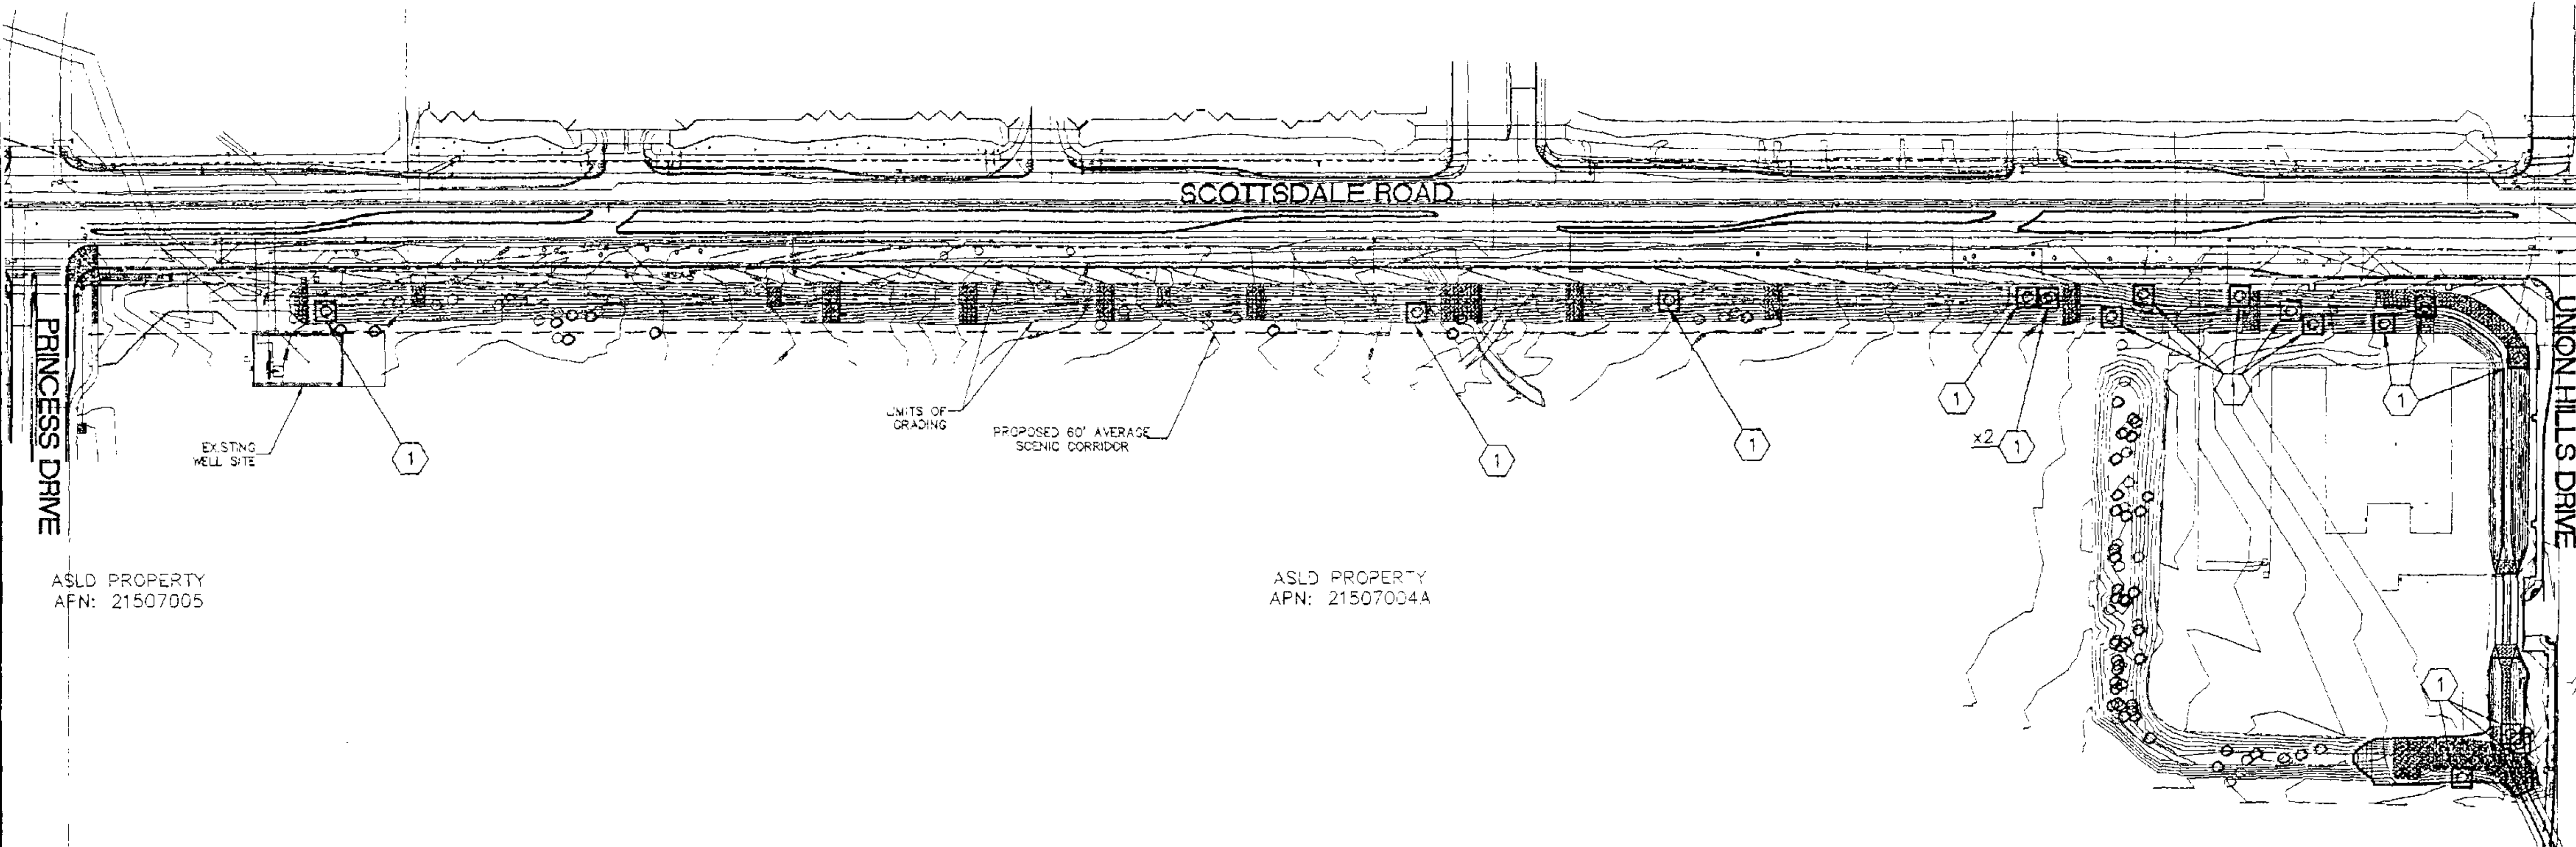 SCOTTSDALE ROAD
PRINCESS DRIVE
UNION HILLS DRIVE
EXISTING
WELL SITE
1
LIMITS OF
GRADING
PROPOSED 60' AVERAGE
SCENIC CORRIDOR
1
1
1
x2 1
1
1
1
ASLD PROPERTY
APN: 21507005
ASLD PROPERTY
APN: 21507004A